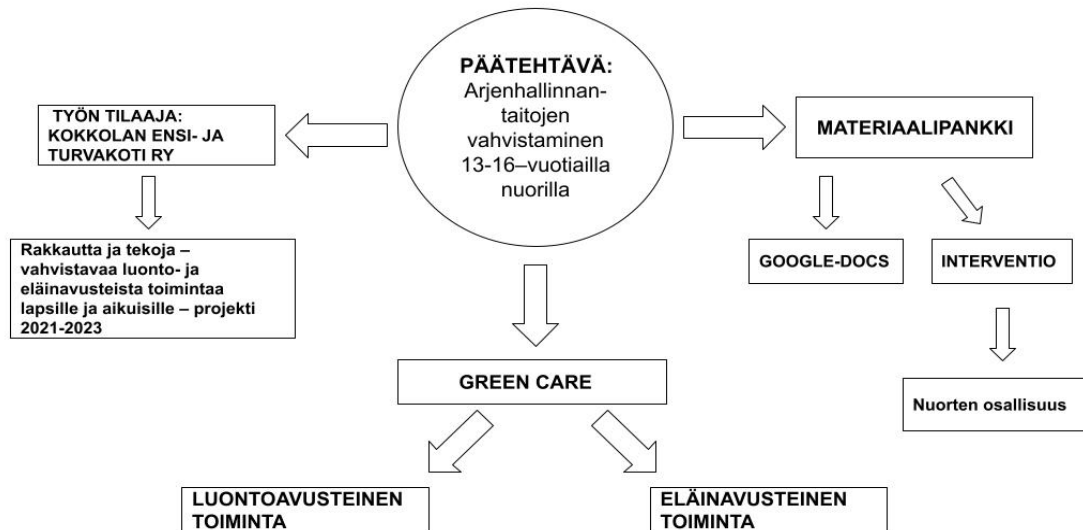 PÄÄTEHTÄVÄ:
Arjenhallinnan-
taitojen
vahvistaminen
13-16–vuotiailla
nuorilla
TYÖN TILAAJA:
KOKKOLAN ENSI- JA
TURVAKOTI RY
Rakkautta ja tekoja –
vahvistavaa luonto- ja
eläinavusteista toimintaa
lapsille ja aikuisille – projekti
2021-2023
MATERIAALIPANKKI
GOOGLE-DOCS
INTERVENTIO
Nuorten osallisuus
GREEN CARE
LUONTOAVUSTEINEN
TOIMINTA
ELÄINAVUSTEINEN
TOIMINTA